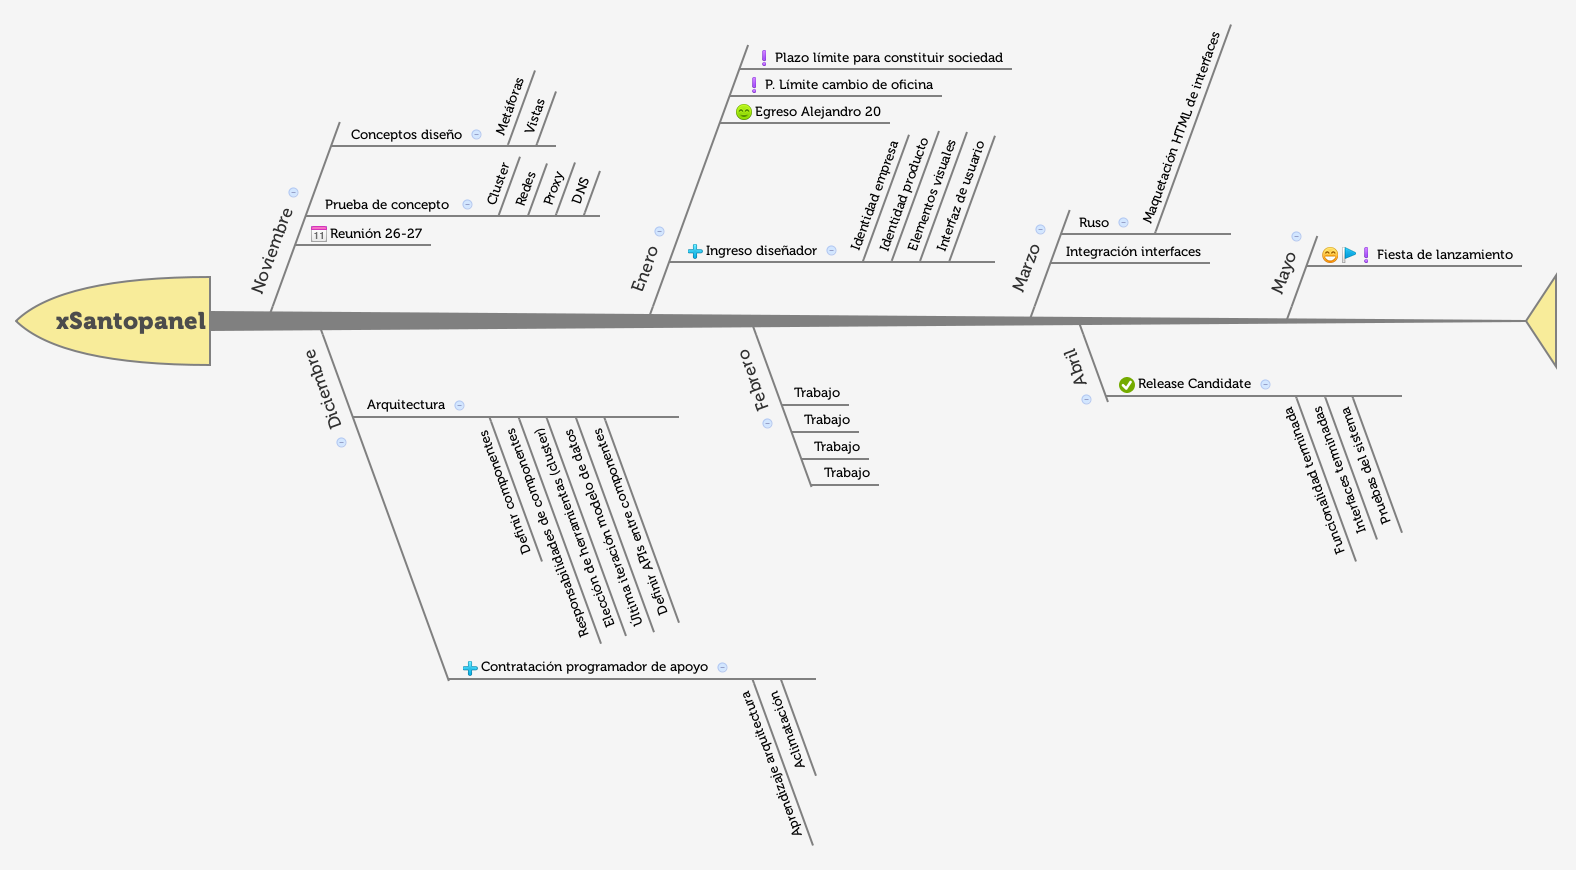 xSantopanel
Noviembre
Conceptos diseño
Metáforas
Vistas
Prueba de concepto
Cluster
Redes
Proxy
DNS
11
Reunión 26-27
Diciembre
Arquitectura
Definir componentes
Responsabilidades de componentes
Elección de herramientas (cluster)
Última iteración modelo de datos
Definir APIs entre componentes
Contratación programador de apoyo
Aprendizaje arquitectura
Aclimatación
Enero
Plazo límite para constituir sociedad
P. Límite cambio de oficina
Egreso Alejandro 20
Ingreso diseñador
Identidad empresa
Identidad producto
Elementos visuales
Interfaz de usuario
Febrero
Trabajo
Trabajo
Trabajo
Trabajo
Marzo
Ruso
Maquetación HTML de interfaces
Integración interfaces
Abril
Release Candidate
Funcionalidad terminada
Interfaces terminadas
Pruebas del sistema
Mayo
Fiesta de lanzamiento